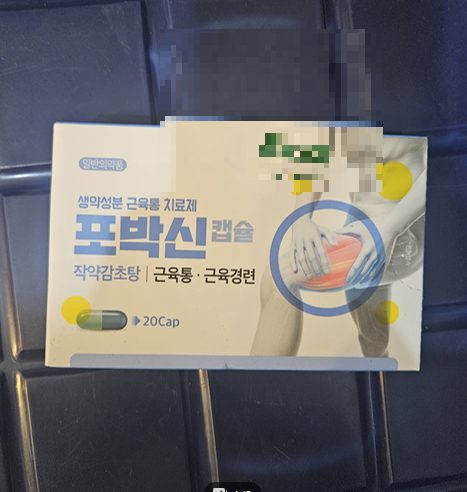 일반의약품
생약성분 근육통 치료제
포박신 캡슐
작약감초탕 | 근육통 · 근육경련
20Cap